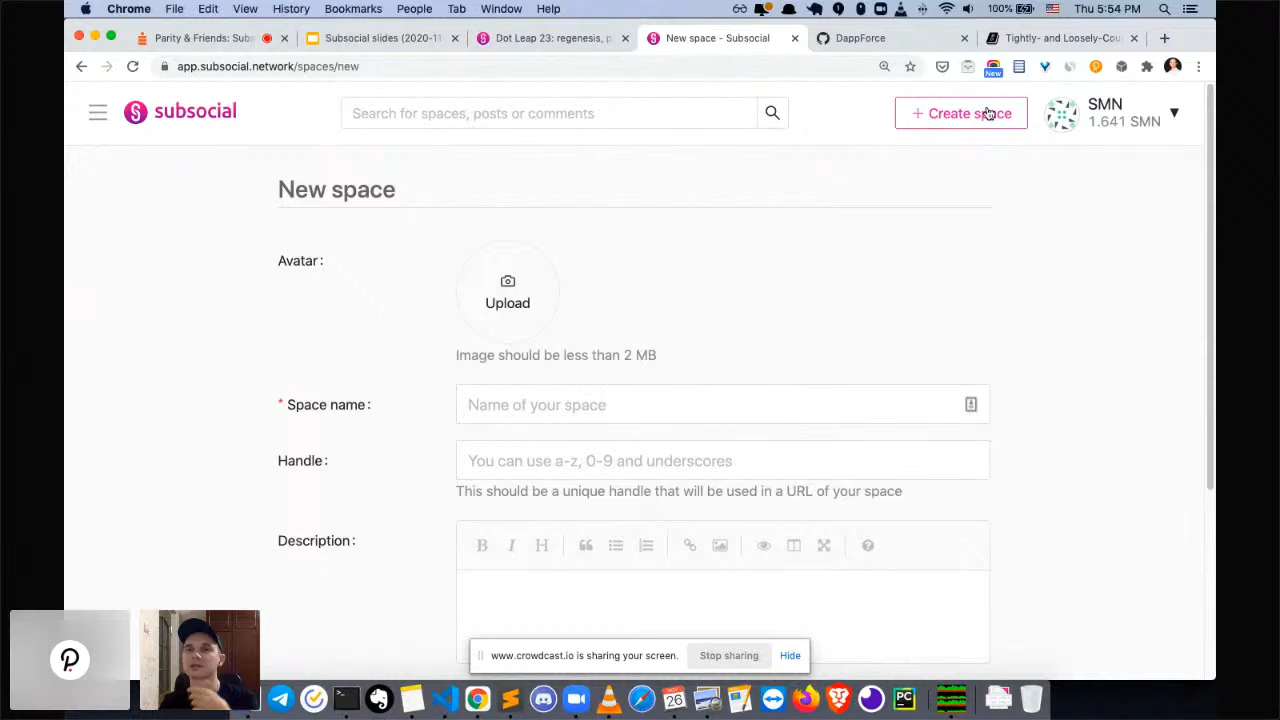 Chrome File Edit View History Bookmarks People Tab Window Help 100% Thu 5:54 PM
Parity & Friends: Subs Subsocial slides (2020-11 Dot Leap 23: regenesis, p New space - Subsocial DappForce Tightly- and Loosely-Cou
app.subsocial.network/spaces/new
New
subsocial
Search for spaces, posts or comments
+ Create space
SMN
1.641 SMN
New space
Avatar:
Upload
Image should be less than 2 MB
* Space name:
Name of your space
Handle:
You can use a-z, 0-9 and underscores
This should be a unique handle that will be used in a URL of your space
Description:
B I H
www.crowdcast.io is sharing your screen. Stop sharing Hide
26
PC